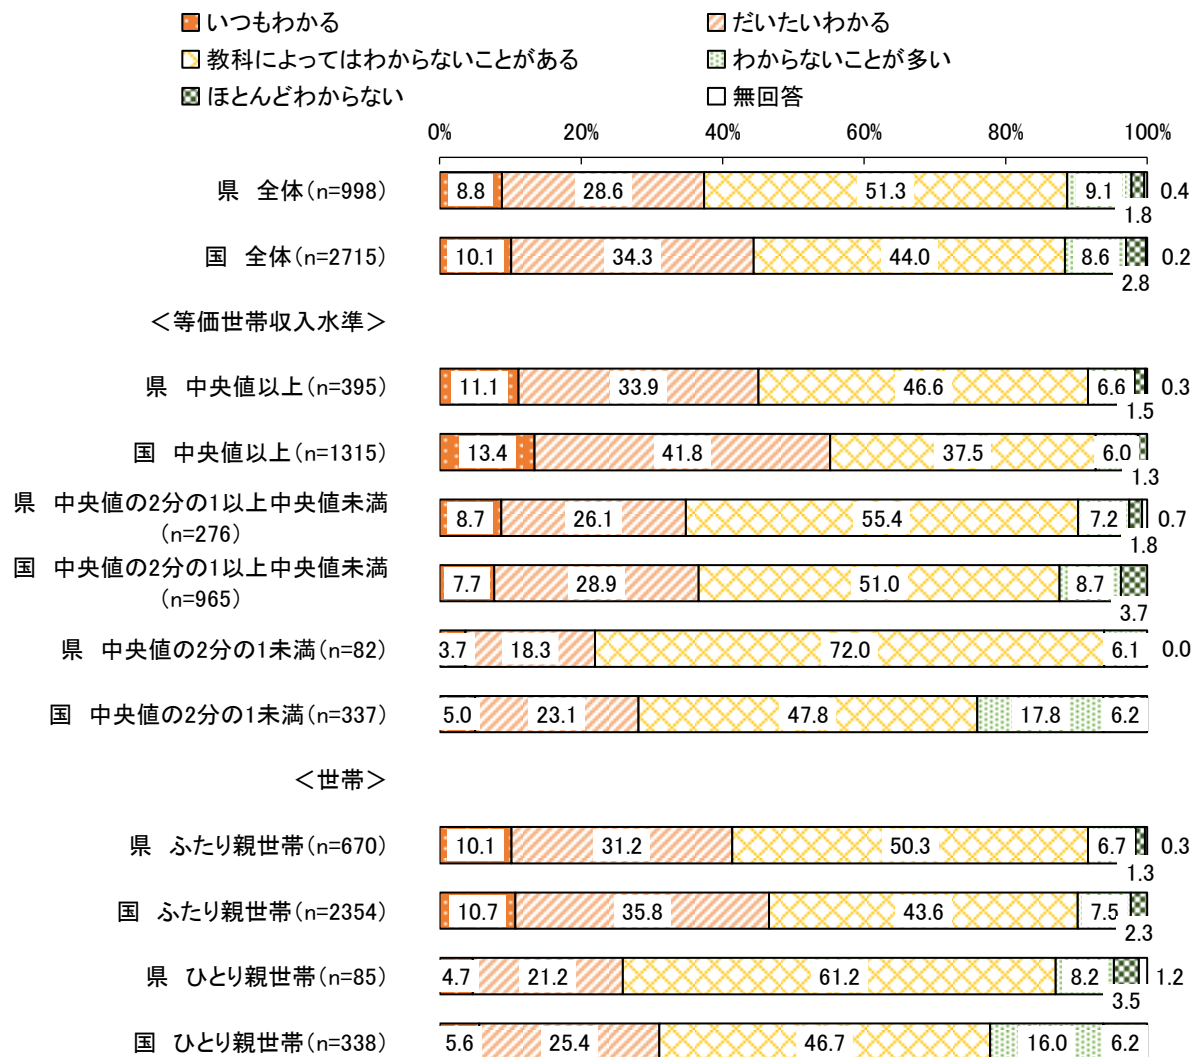 いつもわかる だいたいわかる
教科によってはわからないことがある わからないことが多い
ほとんどわからない 無回答
0% 20% 40% 60% 80% 100%
県 全体(n=998) 8.8 28.6 51.3 9.1 1.8 0.4
国 全体(n=2715) 10.1 34.3 44.0 8.6 2.8 0.2
＜等価世帯収入水準＞
県 中央値以上(n=395) 11.1 33.9 46.6 6.6 1.5 0.3
国 中央値以上(n=1315) 13.4 41.8 37.5 6.0 1.3
県 中央値の2分の1以上中央値未満
(n=276) 8.7 26.1 55.4 7.2 1.8 0.7
国 中央値の2分の1以上中央値未満
(n=965) 7.7 28.9 51.0 8.7 3.7
県 中央値の2分の1未満(n=82) 3.7 18.3 72.0 6.1 0.0
国 中央値の2分の1未満(n=337) 5.0 23.1 47.8 17.8 6.2
＜世帯＞
県 ふたり親世帯(n=670) 10.1 31.2 50.3 6.7 1.3 0.3
国 ふたり親世帯(n=2354) 10.7 35.8 43.6 7.5 2.3
県 ひとり親世帯(n=85) 4.7 21.2 61.2 8.2 3.5 1.2
国 ひとり親世帯(n=338) 5.6 25.4 46.7 16.0 6.2